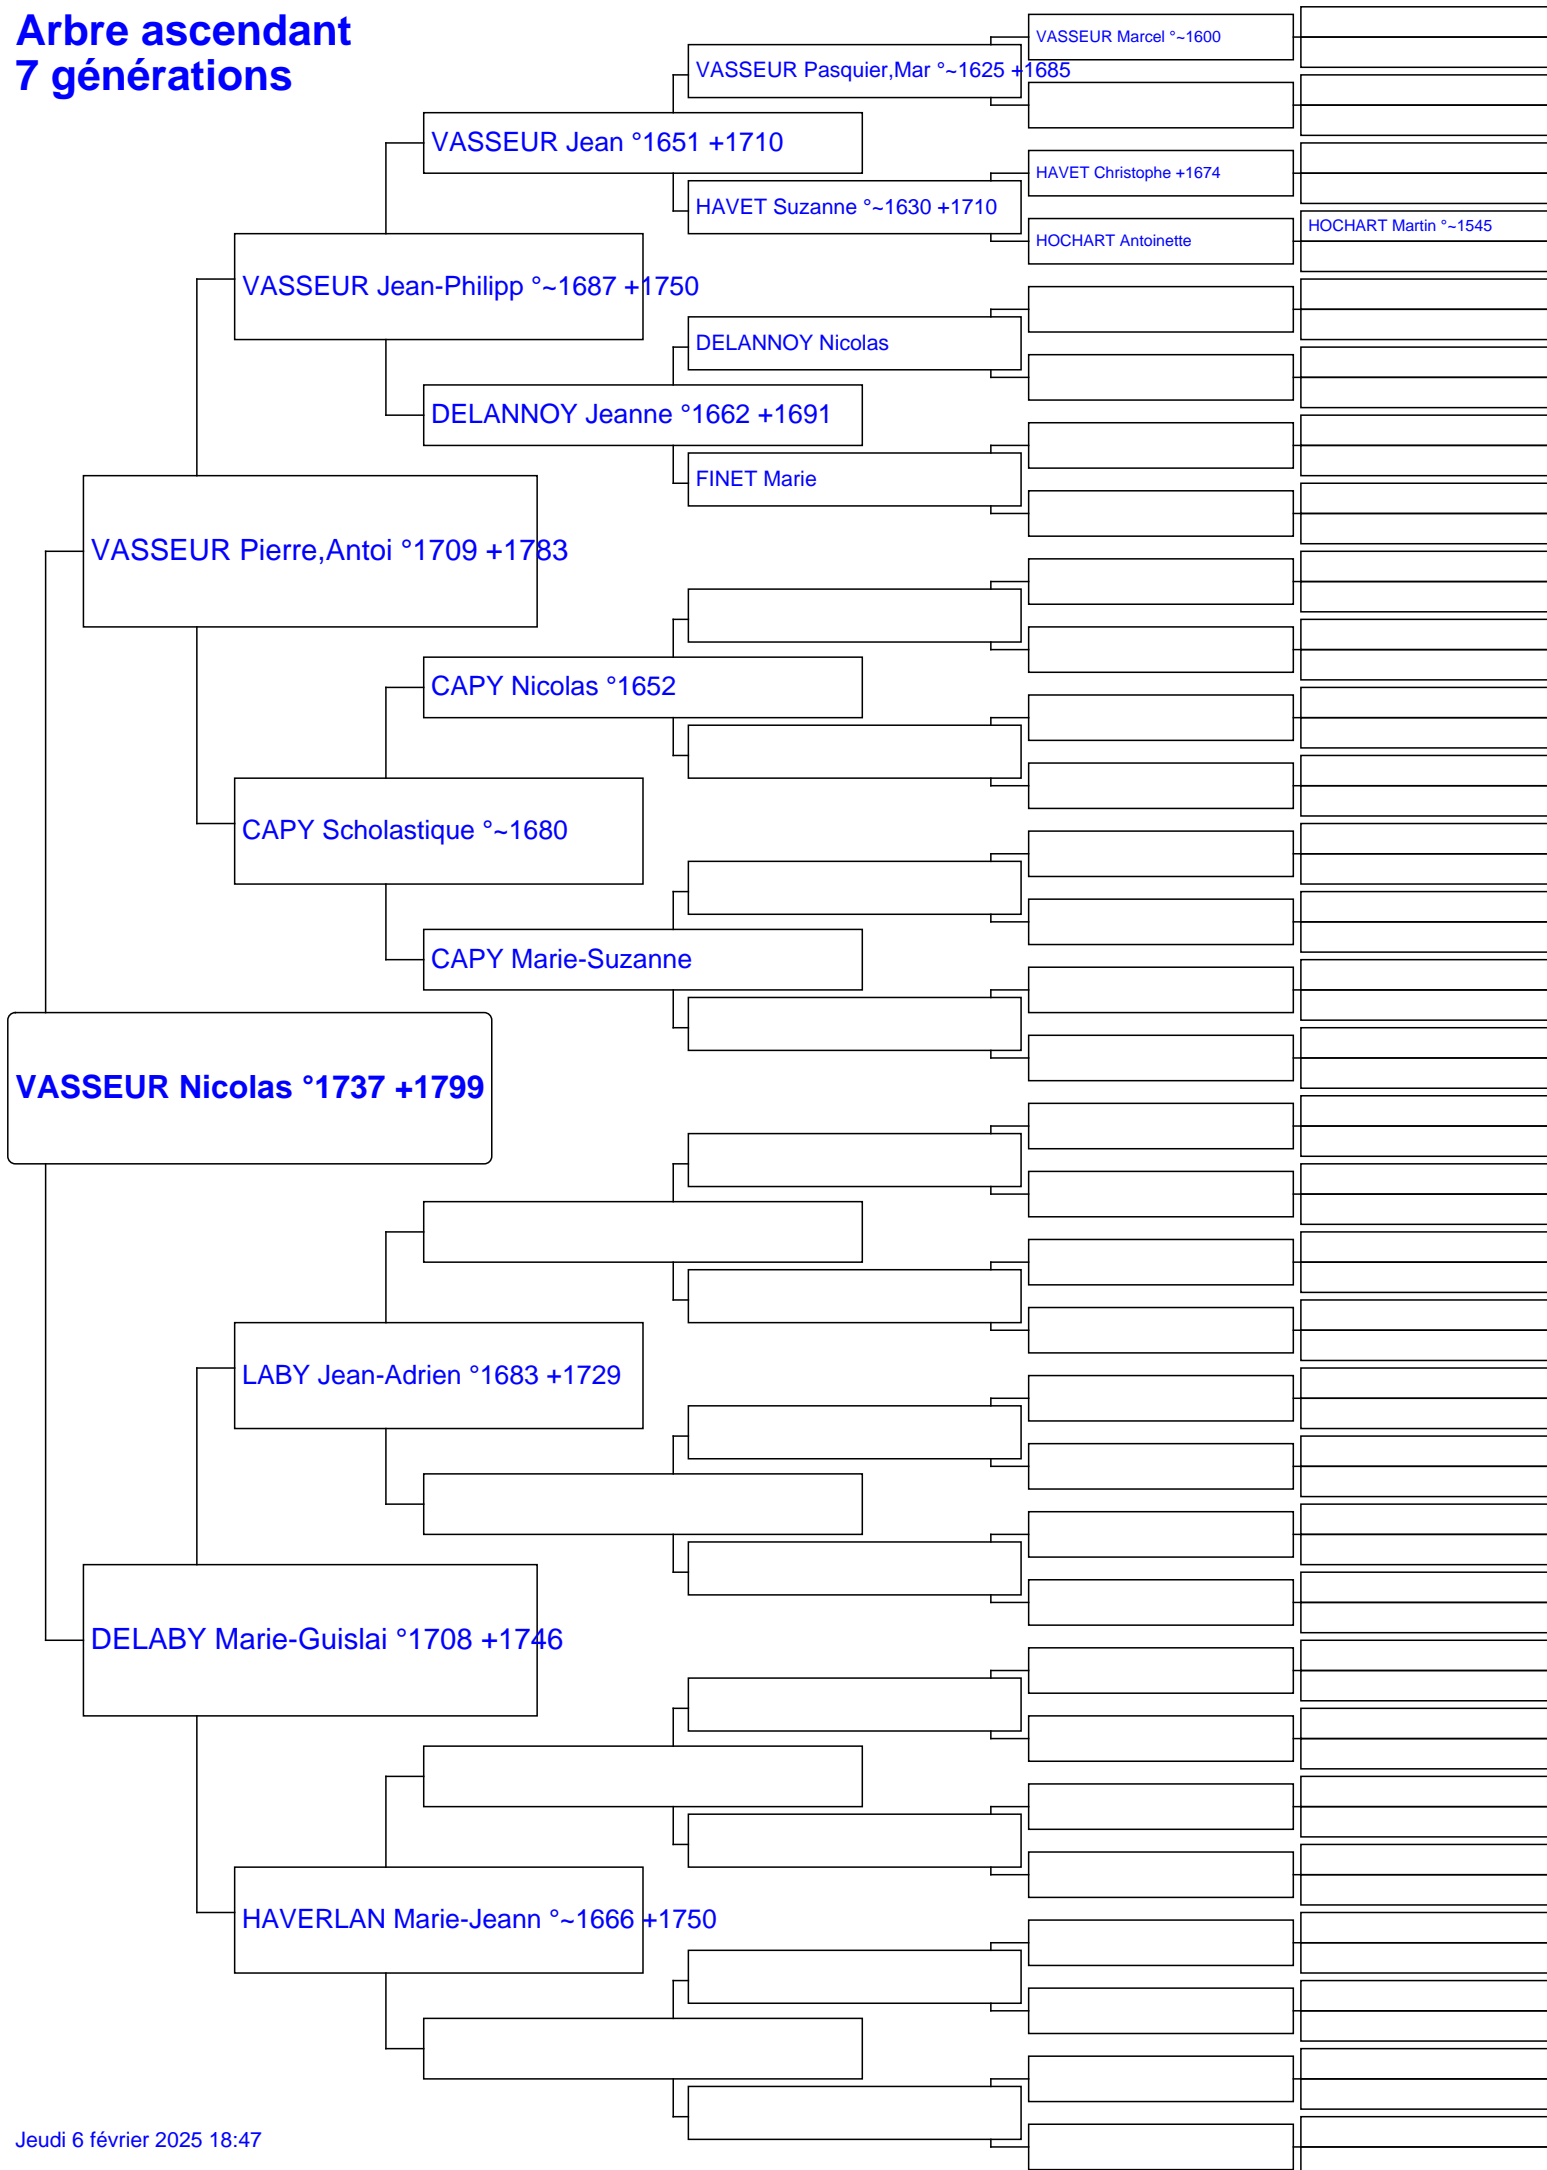 Arbre ascendant
7 générations
VASSEUR Marcel °~1600
VASSEUR Pasquier,Mar °~1625 +1685
VASSEUR Jean °1651 +1710
HAVET Christophe +1674
HAVET Suzanne °~1630 +1710
HOCHART Martin °~1545
HOCHART Antoinette
VASSEUR Jean-Philipp °~1687 +1750
DELANNOY Nicolas
DELANNOY Jeanne °1662 +1691
FINET Marie
VASSEUR Pierre,Antoi °1709 +1783
CAPY Nicolas °1652
CAPY Scholastique °~1680
CAPY Marie-Suzanne
VASSEUR Nicolas °1737 +1799
LABY Jean-Adrien °1683 +1729
DELABY Marie-Guislai °1708 +1746
HAVERLAN Marie-Jeann °~1666 +1750
Jeudi 6 février 2025 18:47